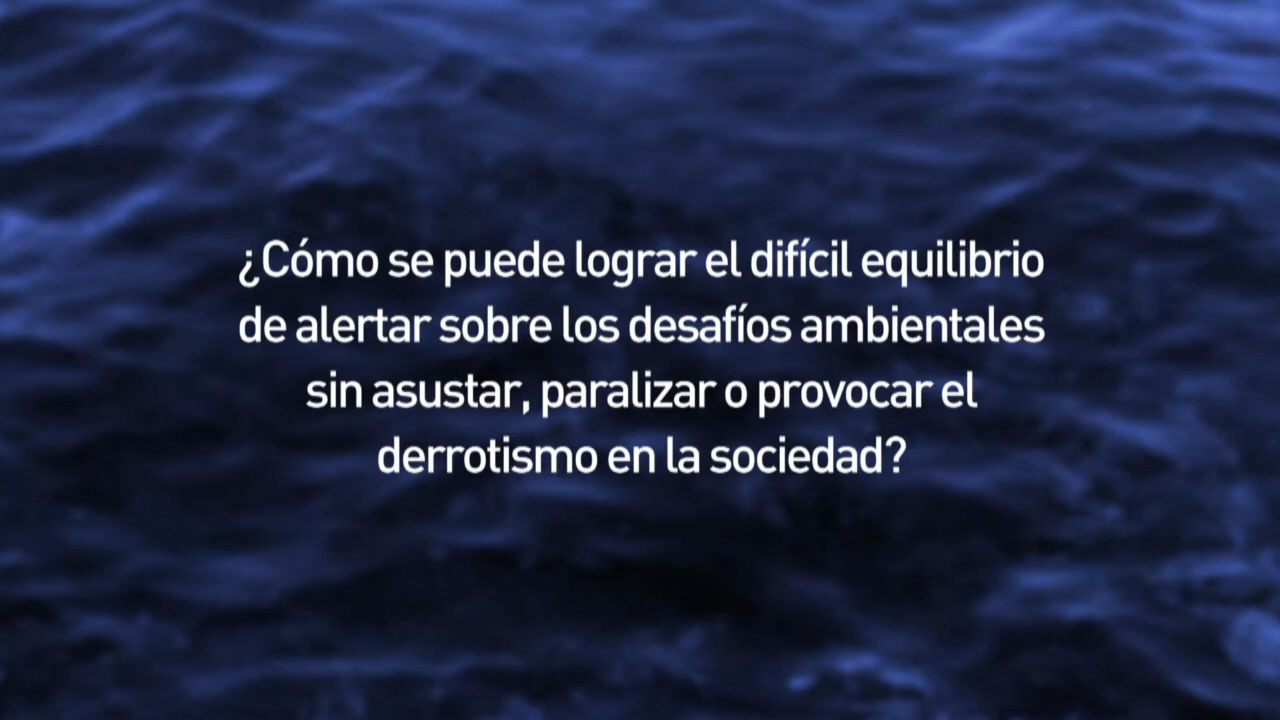 ¿Cómo se puede lograr el difícil equilibrio
de alertar sobre los desafíos ambientales
sin asustar, paralizar o provocar el
derrotismo en la sociedad?